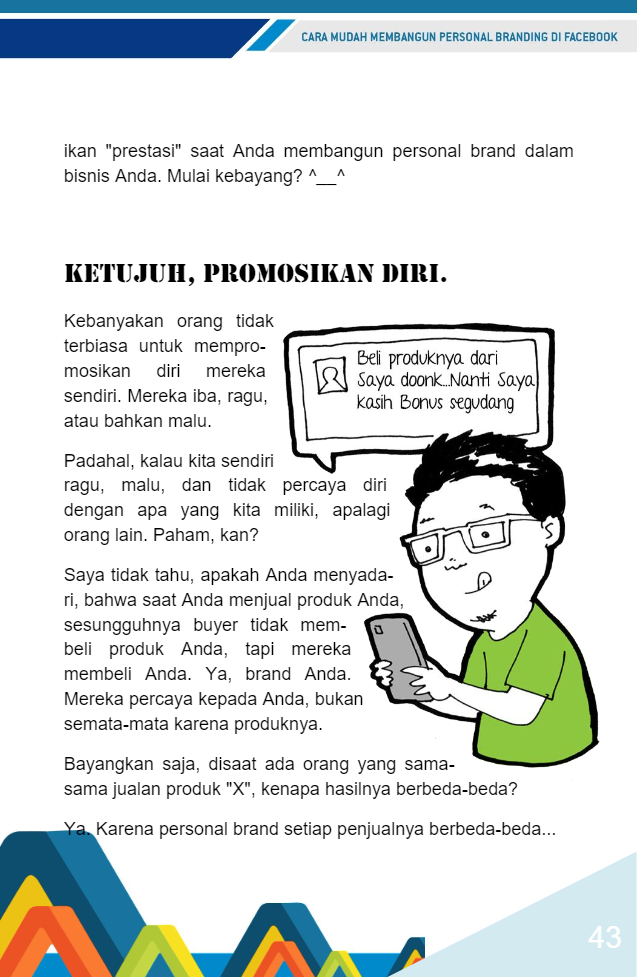 CARA MUDAH MEMBANGUN PERSONAL BRANDING DI FACEBOOK
ikan "prestasi" saat Anda membangun personal brand dalam
bisnis Anda. Mulai kebayang? ^__^
KETUJUH, PROMOSIKAN DIRI.
Kebanyakan orang tidak
terbiasa untuk mempro-
mosikan diri mereka
sendiri. Mereka iba, ragu,
atau bahkan malu.
Beli produknya dari
Saya doonk...Nanti Saya
kasih Bonus segudang
Padahal, kalau kita sendiri
ragu, malu, dan tidak percaya diri
dengan apa yang kita miliki, apalagi
orang lain. Paham, kan?
Saya tidak tahu, apakah Anda menyada-
ri, bahwa saat Anda menjual produk Anda,
sesungguhnya buyer tidak mem-
beli produk Anda, tapi mereka
membeli Anda. Ya, brand Anda.
Mereka percaya kepada Anda, bukan
semata-mata karena produknya.
Bayangkan saja, disaat ada orang yang sama-
sama jualan produk "X", kenapa hasilnya berbeda-beda?
Ya. Karena personal brand setiap penjualnya berbeda-beda...
43